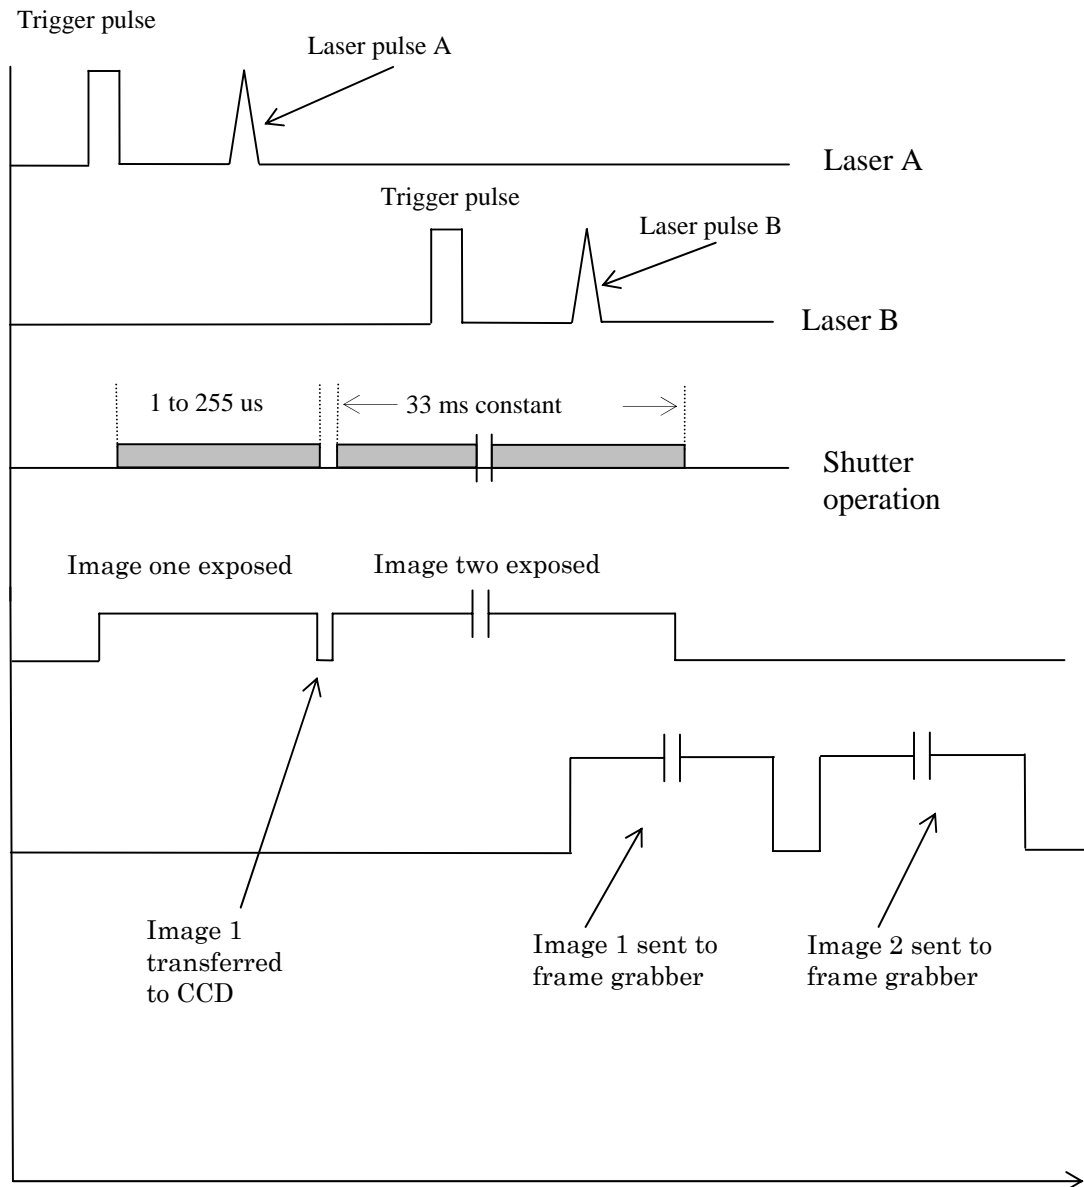 Trigger pulse
Laser pulse A
Laser A
Trigger pulse
Laser pulse B
Laser B
1 to 255 us
33 ms constant
Shutter
operation
Image one exposed
Image two exposed
Image 1
transferred
to CCD
Image 1 sent to
frame grabber
Image 2 sent to
frame grabber